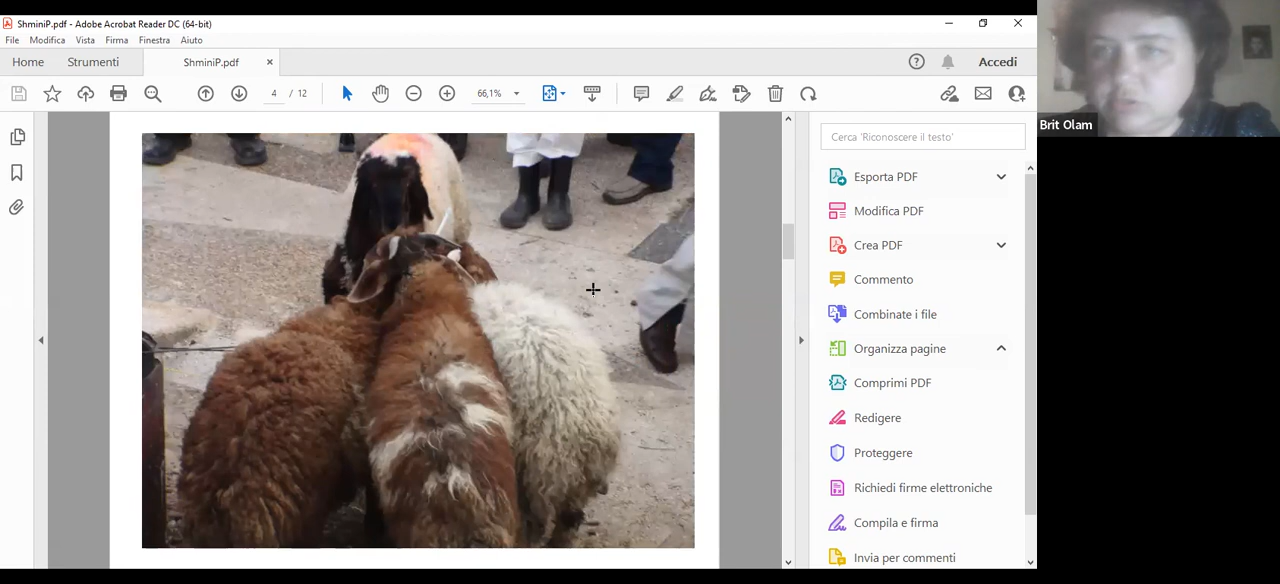 ShminiP.pdf - Adobe Acrobat Reader DC (64-bit)
File Modifica Vista Firma Finestra Aiuto
Home Strumenti ShminiP.pdf × Accedi
4 / 12 66,1%
Brit Olam
Cerca 'Riconoscere il testo'
Esporta PDF
Modifica PDF
Crea PDF
Commento
Combinate i file
Organizza pagine
Comprimi PDF
Redigere
Proteggere
Richiedi firme elettroniche
Compila e firma
Invia per commenti